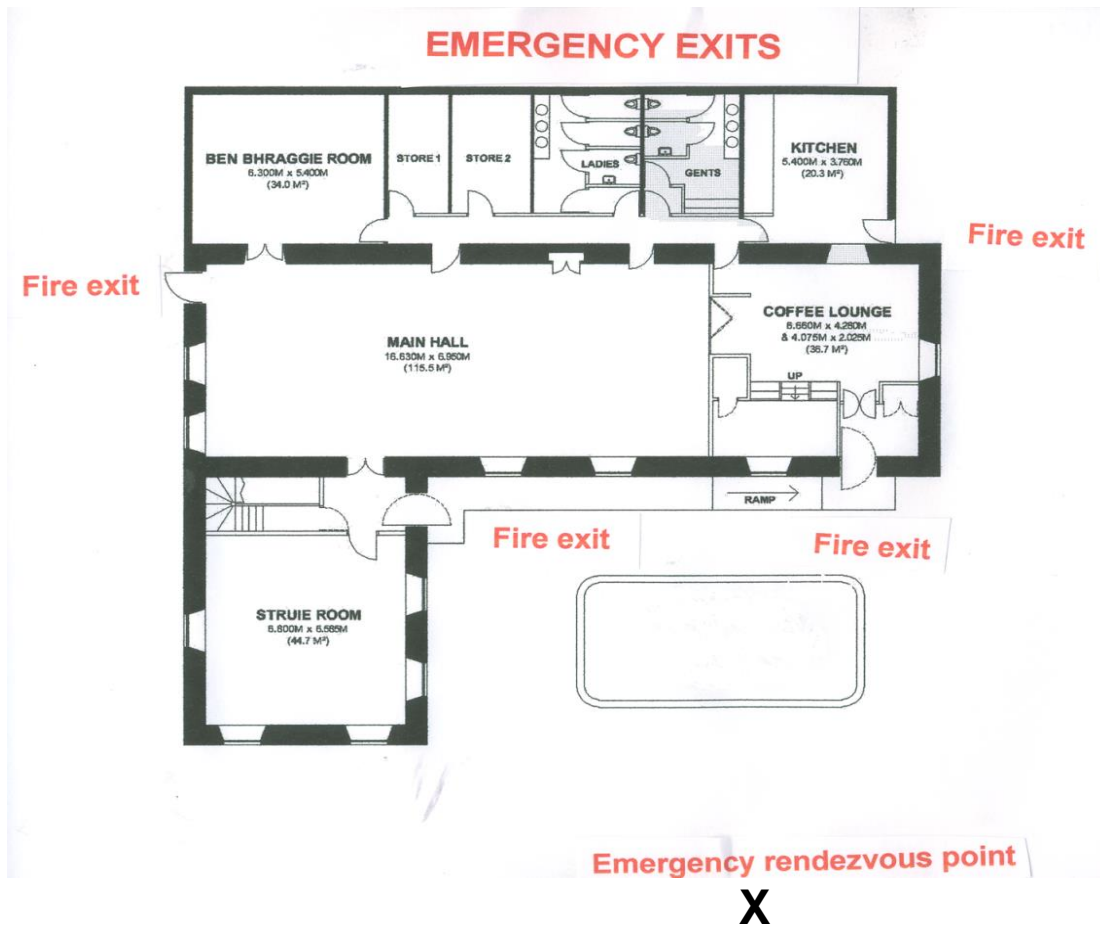 EMERGENCY EXITS
BEN BHRAGGIE ROOM
6.300M x 5.400M
(34.0 M²)
STORE 1
STORE 2
LADIES
GENTS
KITCHEN
5.400M x 3.760M
(20.3 M²)
Fire exit
Fire exit
MAIN HALL
16.630M x 6.950M
(115.5 M²)
COFFEE LOUNGE
6.660M x 4.260M
& 4.075M x 2.025M
(36.7 M²)
UP
RAMP
Fire exit
Fire exit
STRUIE ROOM
6.800M x 6.565M
(44.7 M²)
Emergency rendezvous point
X